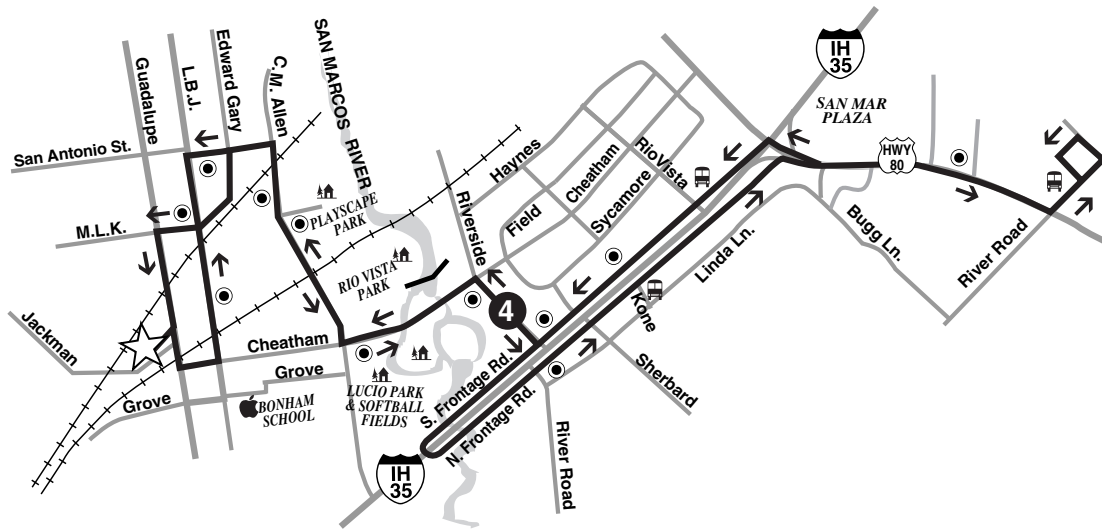 Guadalupe
L.B.J.
Edward Gary
C.M. Allen
SAN MARCOS RIVER
IH
35
SAN MAR
PLAZA
San Antonio St.
Haynes
Cheatham
RioVista
HWY
80
M.L.K.
PLAYSCAPE
PARK
Riverside
Field
Sycamore
Bugg Ln.
River Road
RIO VISTA
PARK
Linda Ln.
Jackman
Cheatham
4
Kone
Grove
Grove
BONHAM
SCHOOL
LUCIO PARK
& SOFTBALL
FIELDS
S. Frontage Rd.
N. Frontage Rd.
Sherbard
River Road
IH
35